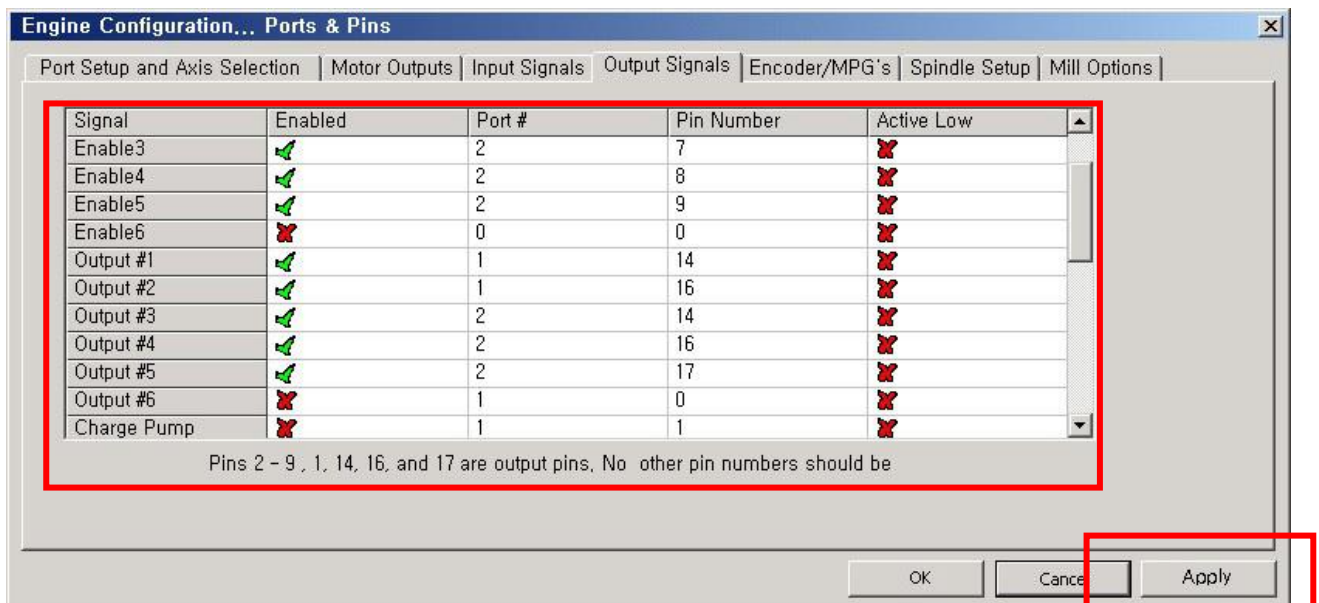 Engine Configuration... Ports & Pins
Port Setup and Axis Selection Motor Outputs Input Signals Output Signals Encoder/MPG's Spindle Setup Mill Options
Signal Enabled Port # Pin Number Active Low
Enable3 2 7
Enable4 2 8
Enable5 2 9
Enable6 0 0
Output #1 1 14
Output #2 1 16
Output #3 2 14
Output #4 2 16
Output #5 2 17
Output #6 1 0
Charge Pump 1 1
Pins 2 - 9 , 1, 14, 16, and 17 are output pins, No other pin numbers should be
OK Cancel Apply